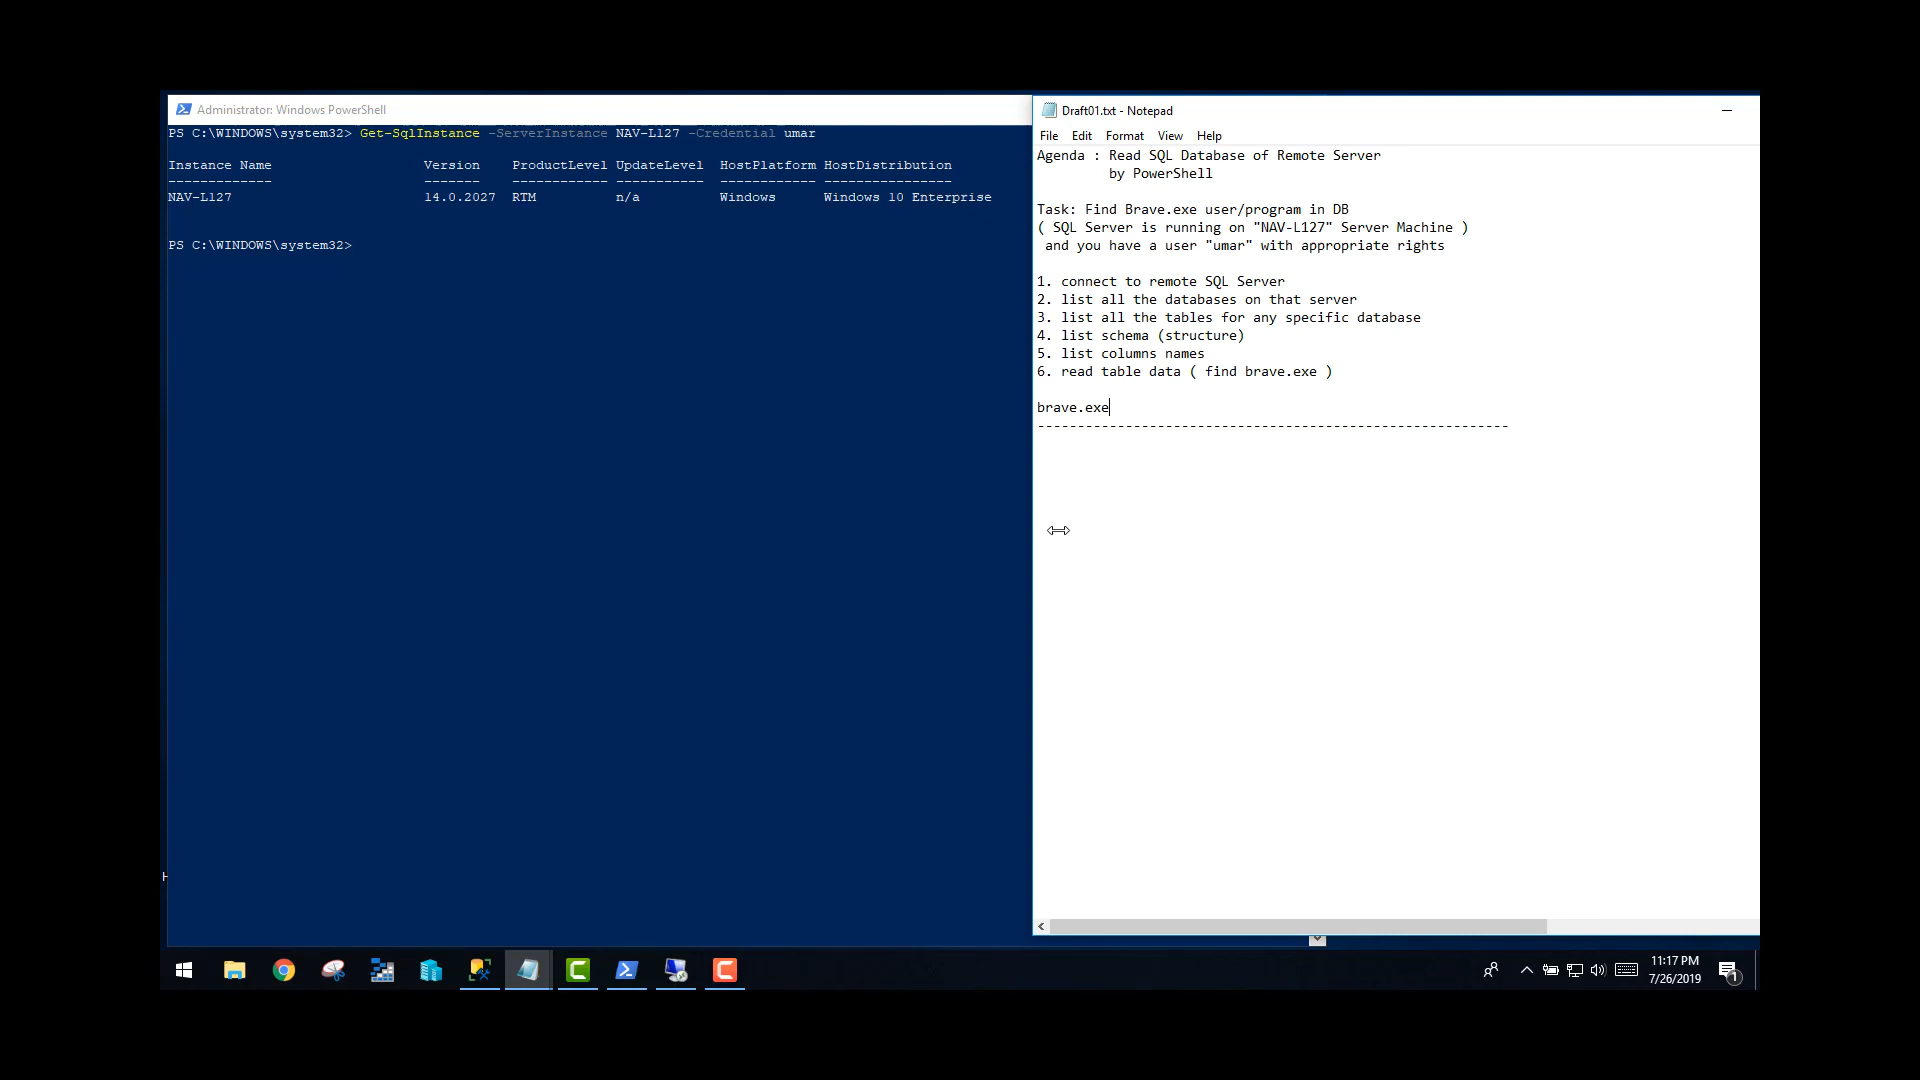 Administrator: Windows PowerShell
PS C:\WINDOWS\system32> Get-SqlInstance -ServerInstance NAV-L127 -Credential umar
Instance Name Version ProductLevel UpdateLevel HostPlatform HostDistribution
------------- ------- ------------ ----------- ------------ ----------------
NAV-L127 14.0.2027 RTM n/a Windows Windows 10 Enterprise
PS C:\WINDOWS\system32>
Draft01.txt - Notepad
File Edit Format View Help
Agenda : Read SQL Database of Remote Server
by PowerShell
Task: Find Brave.exe user/program in DB
( SQL Server is running on "NAV-L127" Server Machine )
and you have a user "umar" with appropriate rights
1. connect to remote SQL Server
2. list all the databases on that server
3. list all the tables for any specific database
4. list schema (structure)
5. list columns names
6. read table data ( find brave.exe )
brave.exe
-----------------------------------------------------------
11:17 PM
7/26/2019
1